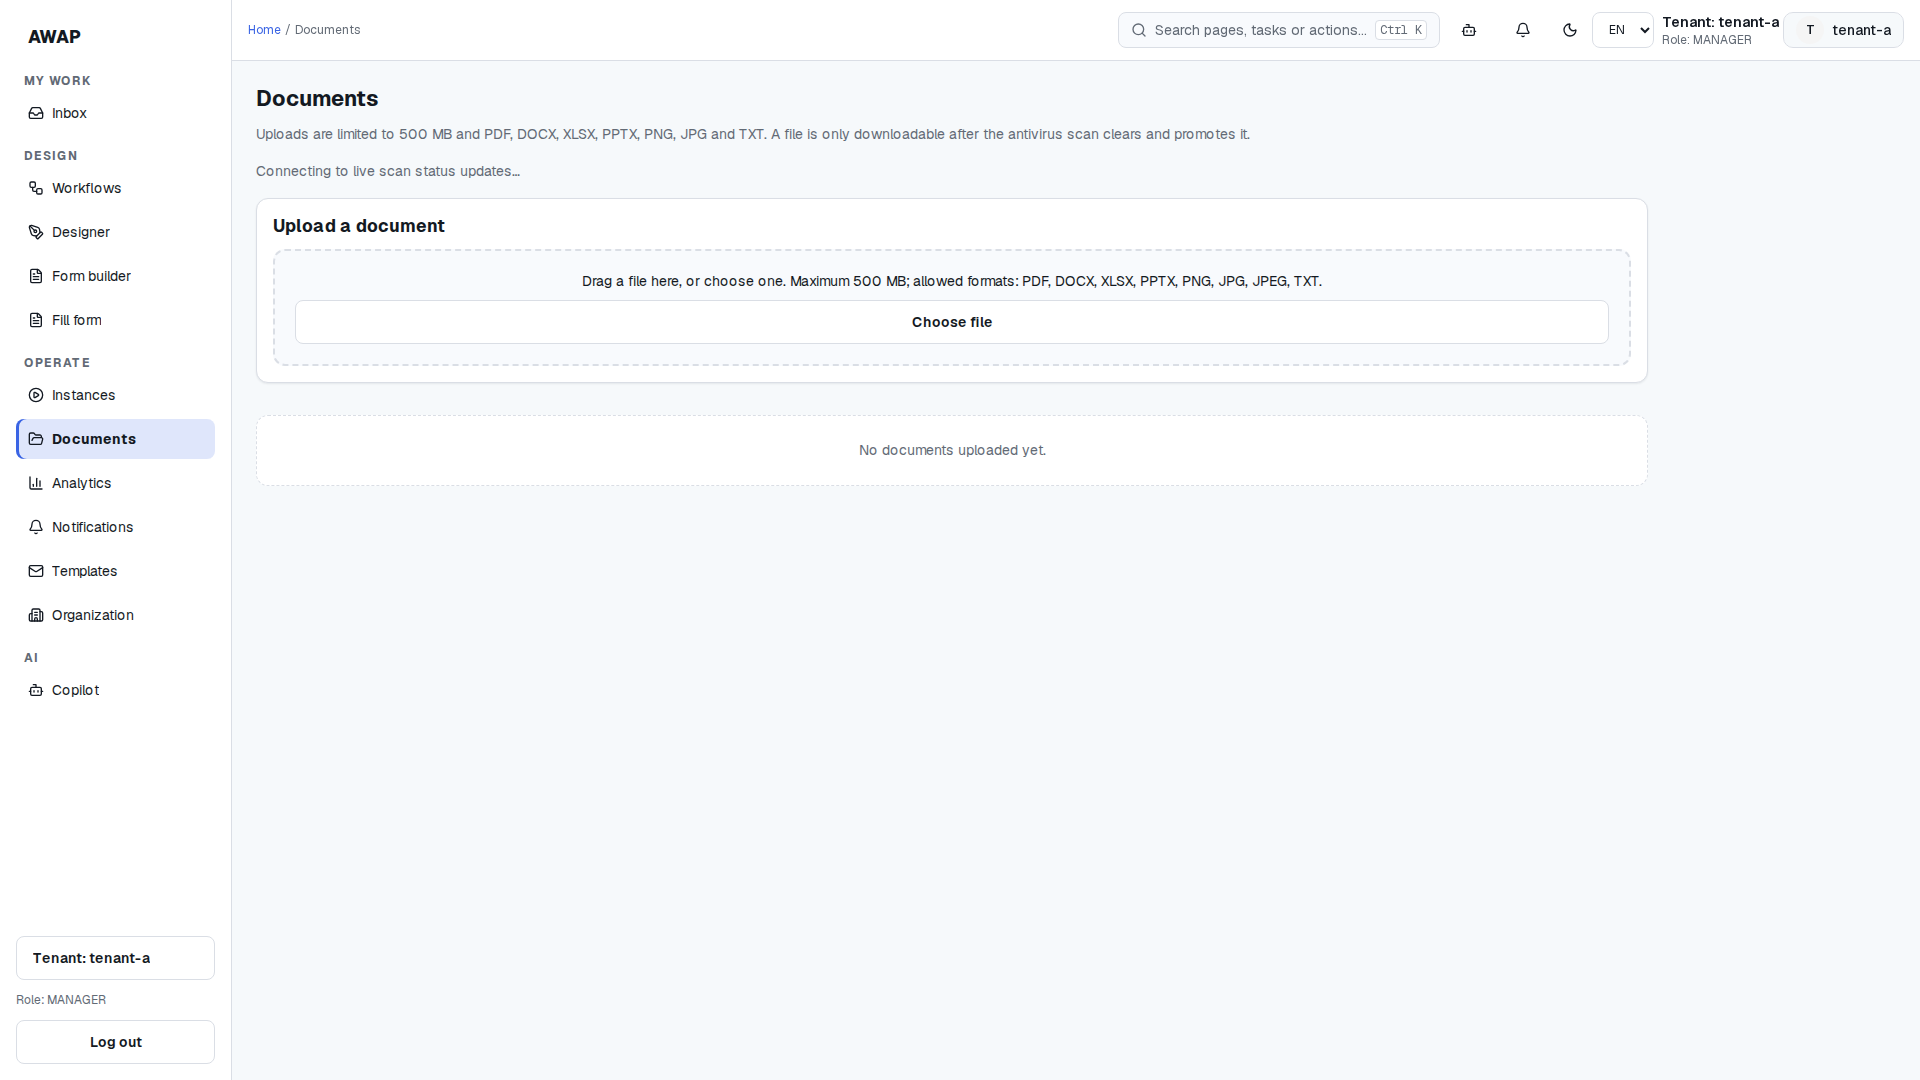 AWAP
MY WORK
Inbox
DESIGN
Workflows
Designer
Form builder
Fill form
OPERATE
Instances
Documents
Analytics
Notifications
Templates
Organization
AI
Copilot
Tenant: tenant-a
Role: MANAGER
Log out
Home / Documents
Search pages, tasks or actions... Ctrl K
EN
Tenant: tenant-a
Role: MANAGER
T tenant-a
Documents
Uploads are limited to 500 MB and PDF, DOCX, XLSX, PPTX, PNG, JPG and TXT. A file is only downloadable after the antivirus scan clears and promotes it.
Connecting to live scan status updates…
Upload a document
Drag a file here, or choose one. Maximum 500 MB; allowed formats: PDF, DOCX, XLSX, PPTX, PNG, JPG, JPEG, TXT.
Choose file
No documents uploaded yet.